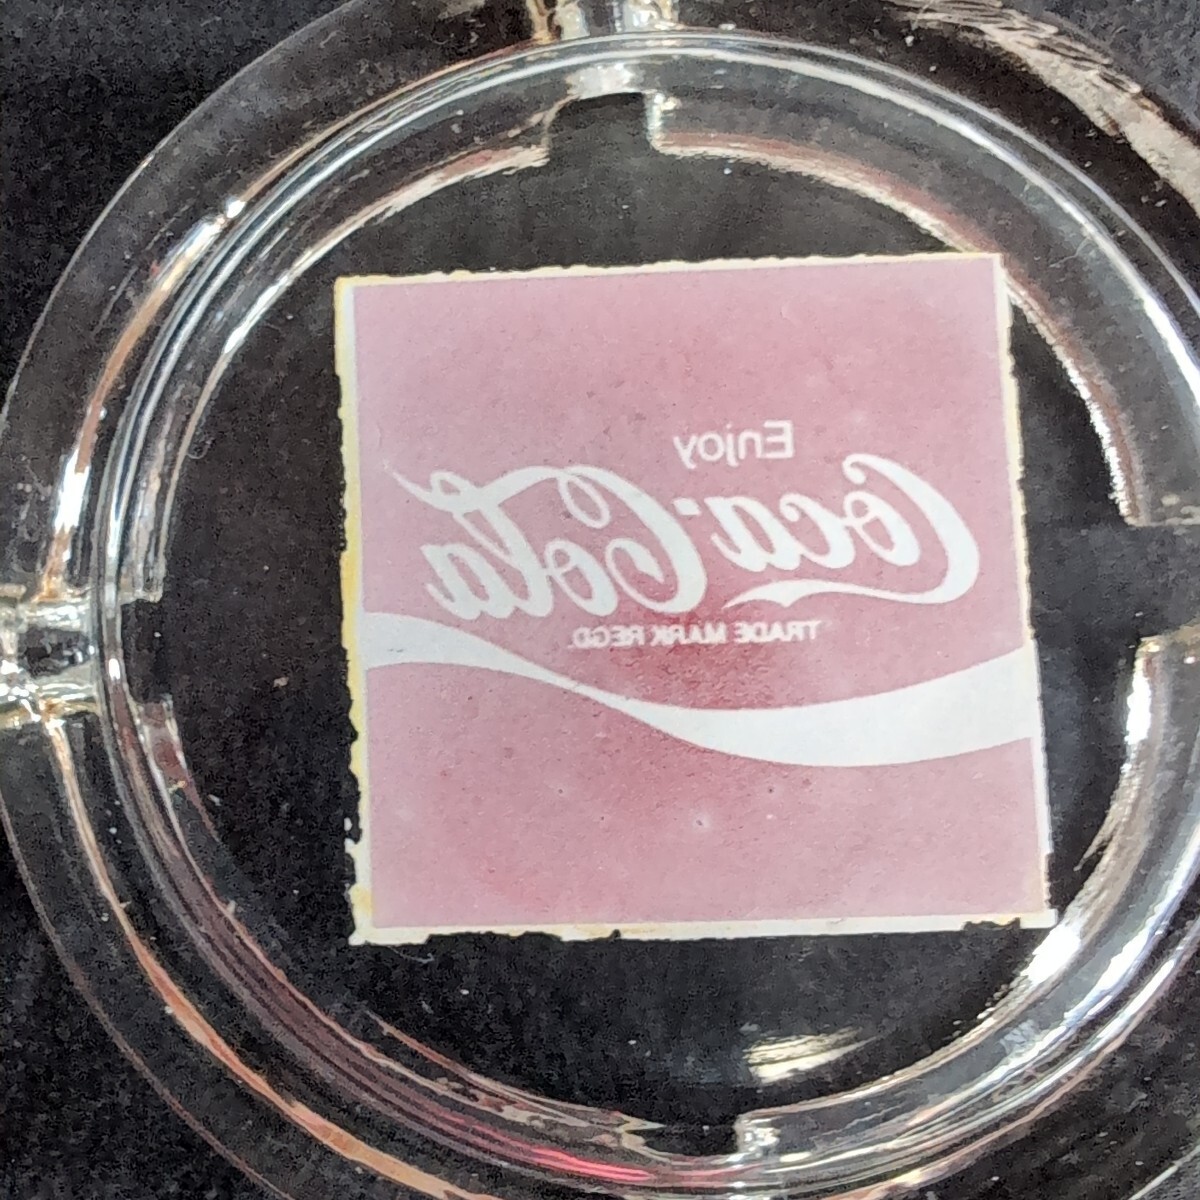 Enjoy
Coca-Cola
TRADE MARK REGD.